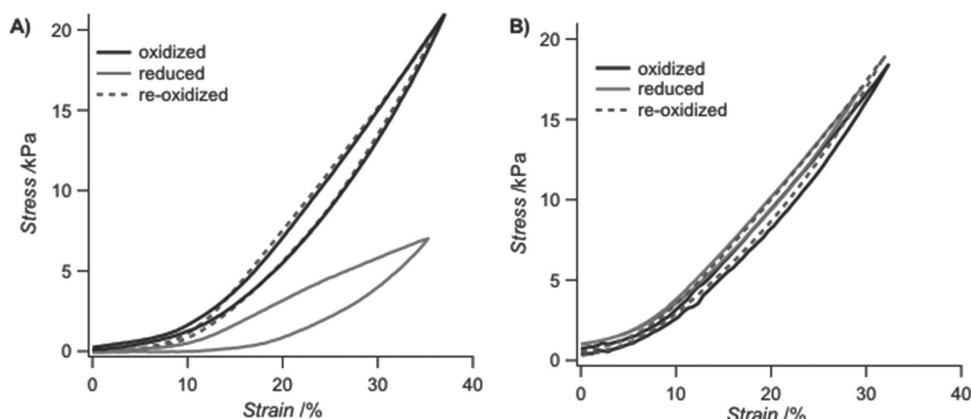 A)
oxidized
reduced
re-oxidized
20
15
10
5
0
Stress /kPa
0 10 20 30 40
Strain /%
B)
oxidized
reduced
re-oxidized
20
15
10
5
0
Stress /kPa
0 10 20 30 40
Strain /%